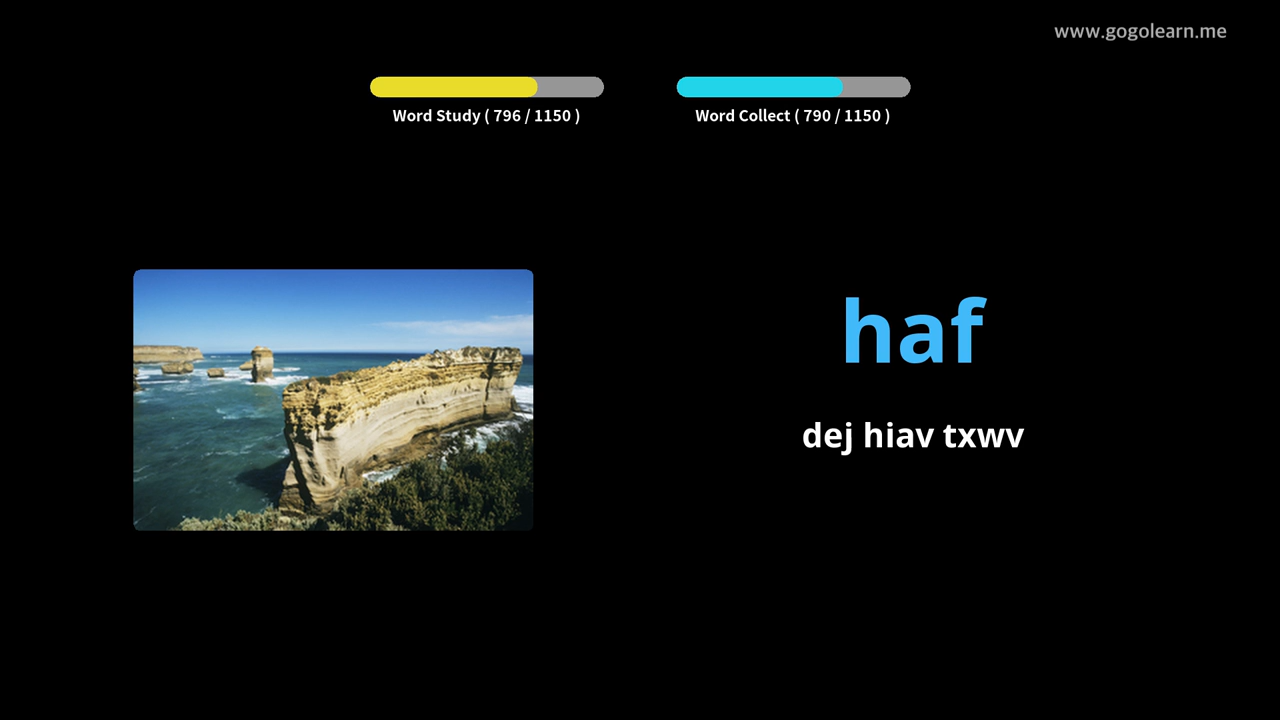 www.gogolearn.me
Word Study ( 796 / 1150 )
Word Collect ( 790 / 1150 )
haf
dej hiav txwv